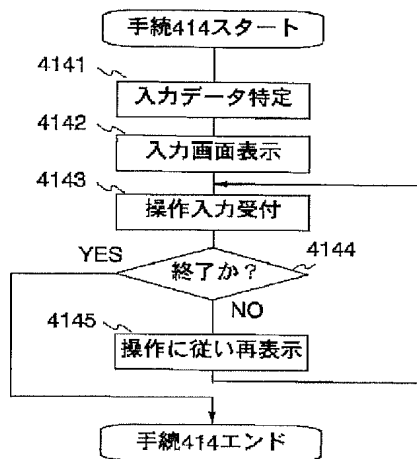 手続414スタート
4141
入力データ特定
4142
入力画面表示
4143
操作入力受付
YES
終了か？
4144
NO
4145
操作に従い再表示
手続414エンド